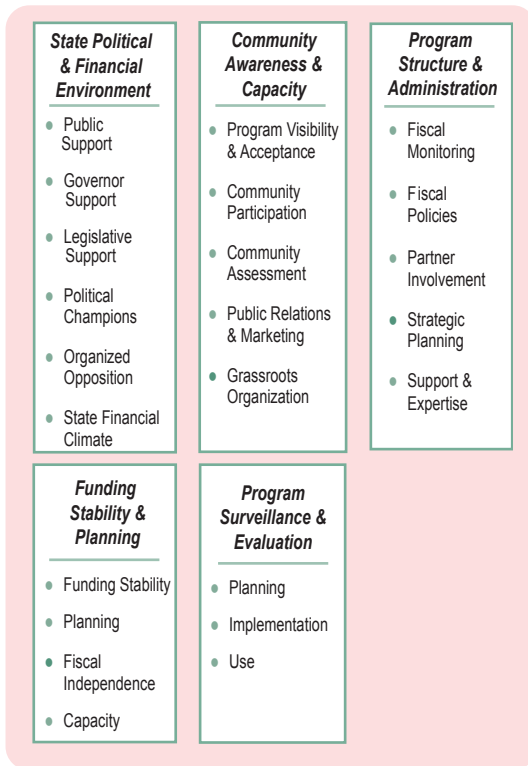 State Political
& Financial
Environment
• Public
Support
• Governor
Support
• Legislative
Support
• Political
Champions
• Organized
Opposition
• State Financial
Climate
Community
Awareness &
Capacity
• Program Visibility
& Acceptance
• Community
Participation
• Community
Assessment
• Public Relations
& Marketing
• Grassroots
Organization
Program
Structure &
Administration
• Fiscal
Monitoring
• Fiscal
Policies
• Partner
Involvement
• Strategic
Planning
• Support &
Expertise
Funding
Stability &
Planning
• Funding Stability
• Planning
• Fiscal
Independence
• Capacity
Program
Surveillance &
Evaluation
• Planning
• Implementation
• Use